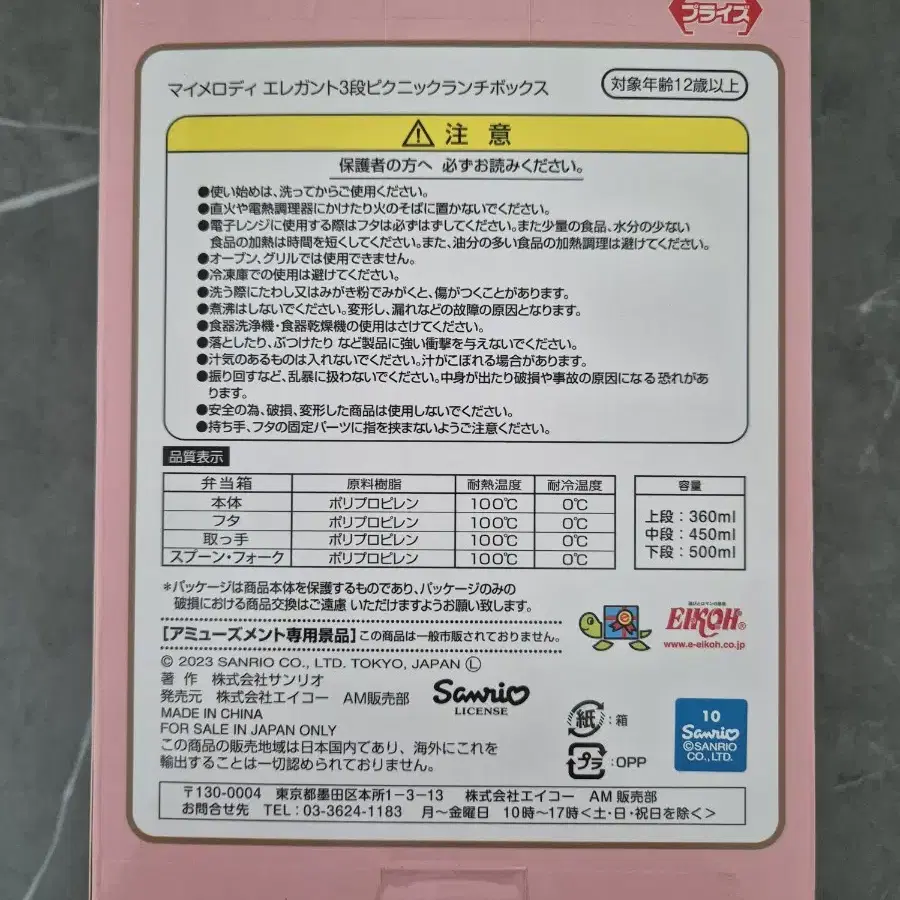 プライズ
マイメロディ エレガント3段ピクニックランチボックス
対象年齢12歳以上
注 意
保護者の方へ 必ずお読みください。
●使い始めは、洗ってからご使用ください。
●直火や電熱調理器にかけたり火のそばに置かないでください。
●電子レンジに使用する際はフタは必ずはずしてください。また少量の食品、水分の少ない
食品の加熱は時間を短くしてください。また、油分の多い食品の加熱調理は避けてください。
●オーブン、グリルでは使用できません。
●冷凍庫での使用は避けてください。
●洗う際にたわし又はみがき粉でみがくと、傷がつくことがあります。
●煮沸はしないでください。変形し、漏れなどの故障の原因となります。
●食器洗浄機・食器乾燥機の使用はさけてください。
●落としたり、ぶつけたり など製品に強い衝撃を与えないでください。
●汁気のあるものは入れないでください。汁がこぼれる場合があります。
●振り回すなど、乱暴に扱わないでください。中身が出たり破損や事故の原因になる 恐れがあ
ります。
●安全の為、破損、変形した商品は使用しないでください。
●持ち手、フタの固定パーツに指を挟まないようご注意ください。
品質表示
弁当箱 原料樹脂 耐熱温度 耐冷温度
本体 ポリプロピレン 100℃ 0℃
フタ ポリプロピレン 100℃ 0℃
取っ手 ポリプロピレン 100℃ 0℃
スプーン・フォーク ポリプロピレン 100℃ 0℃
容量
上段：360ml
中段：450ml
下段：500ml
＊パッケージは商品本体を保護するものであり、パッケージのみの
破損における商品交換はご遠慮 いただけますようお願い致します。
[アミューズメント専用景品] この商品は一般市販されておりません。
EIKOH®
www.e-eikoh.co.jp
© 2023 SANRIO CO., LTD. TOKYO, JAPAN Ⓛ
著 作 株式会社サンリオ
発売元 株式会社エイコー AM販売部
Sanrio
LICENSE
MADE IN CHINA
FOR SALE IN JAPAN ONLY
この商品の販売地域は日本国内であり、海外にこれを
輸出することは一切認められておりません。
紙：箱
プラ：OPP
10
Sanrio
©SANRIO
CO.,LTD.
〒130-0004 東京都墨田区本所1－3－13 株式会社エイコー AM 販売部
お問合せ先 TEL：03-3624-1183 月～金曜日 10時～17時＜土・日・祝日を除く＞